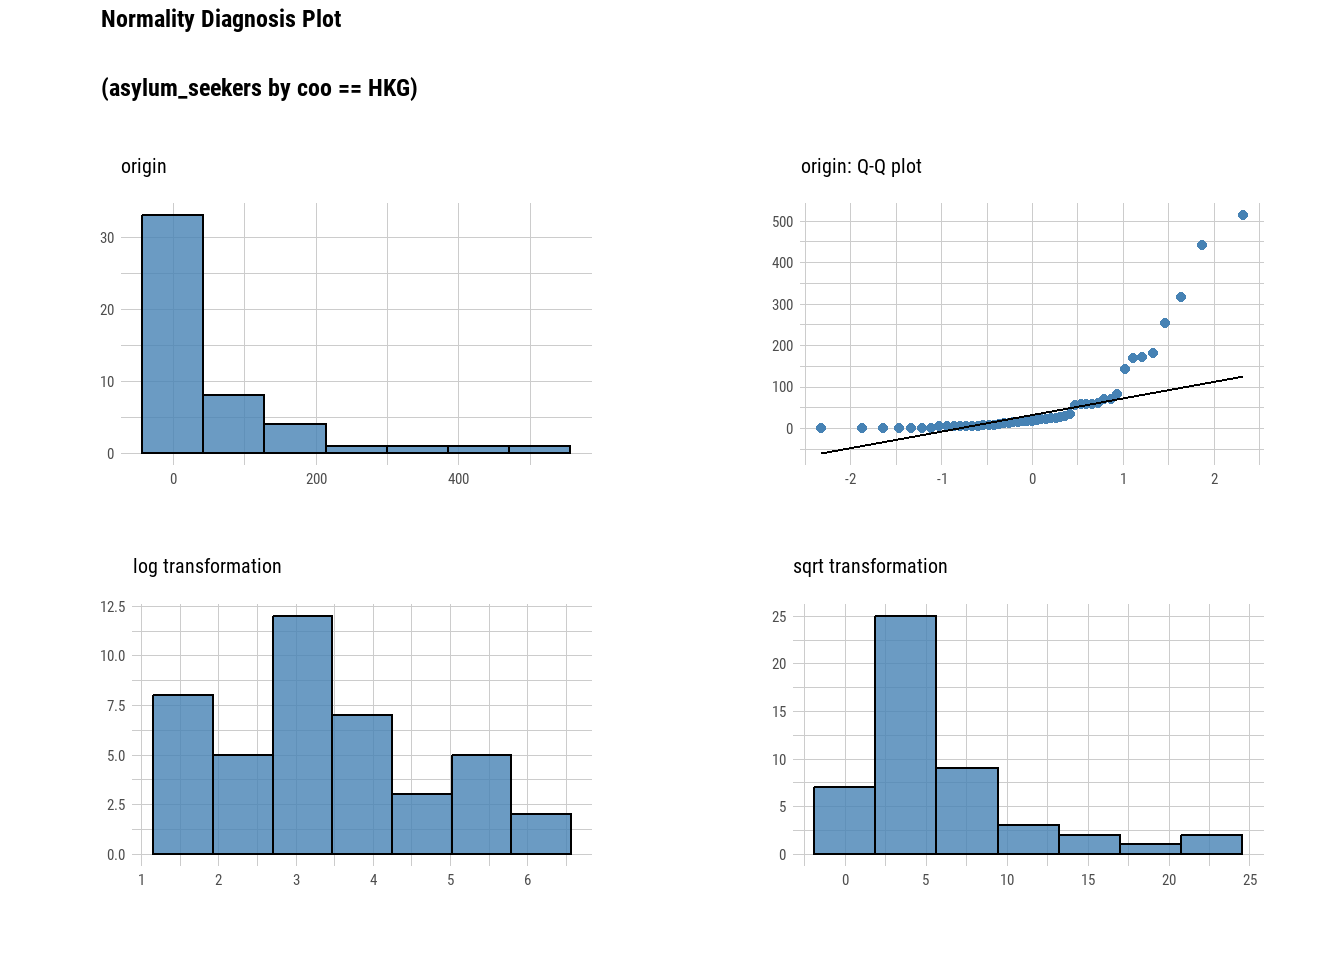 Normality Diagnosis Plot
(asylum_seekers by coo == HKG)
origin
30
20
10
0
0 200 400
origin: Q-Q plot
500
400
300
200
100
0
-2 -1 0 1 2
log transformation
12.5
10.0
7.5
5.0
2.5
0.0
1 2 3 4 5 6
sqrt transformation
25
20
15
10
5
0
0 5 10 15 20 25